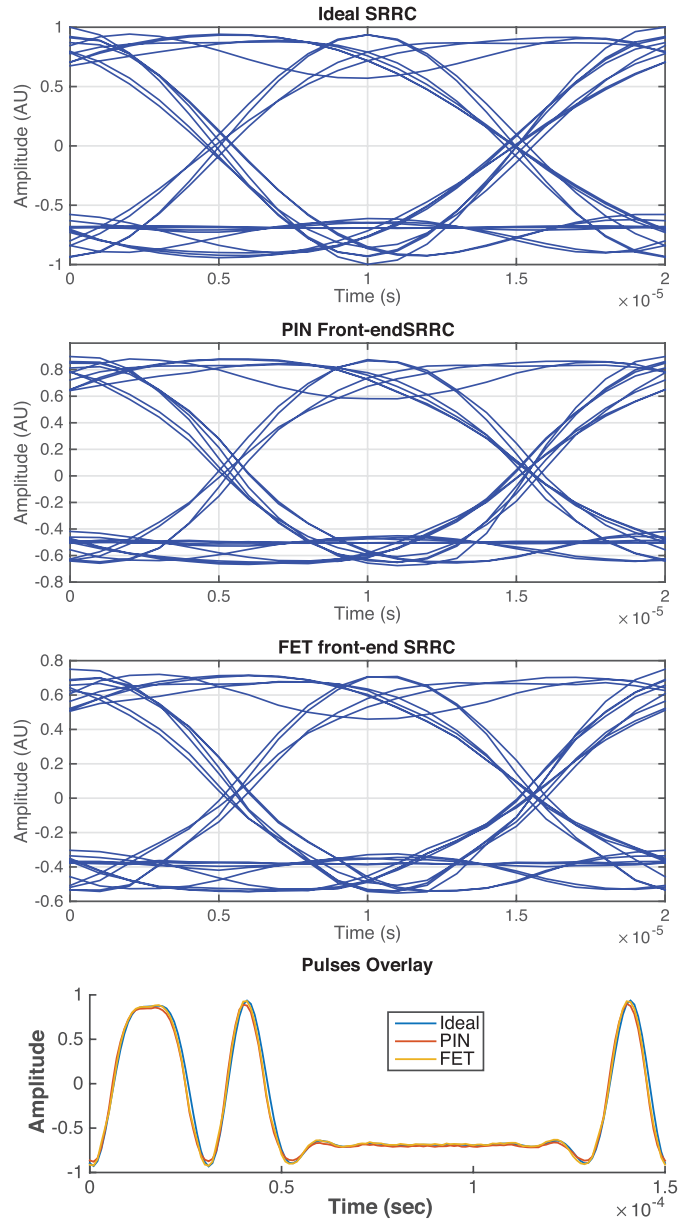 Ideal SRRC
1
0.5
0
-0.5
-1
Amplitude (AU)
0 0.5 1 1.5 2
Time (s)
× 10⁻⁵
PIN Front-endSRRC
0.8
0.6
0.4
0.2
0
-0.2
-0.4
-0.6
-0.8
Amplitude (AU)
0 0.5 1 1.5 2
Time (s)
× 10⁻⁵
FET front-end SRRC
0.8
0.6
0.4
0.2
0
-0.2
-0.4
-0.6
Amplitude (AU)
0 0.5 1 1.5 2
Time (s)
× 10⁻⁵
Pulses Overlay
1
0.5
0
-0.5
-1
Amplitude
Ideal
PIN
FET
0 0.5 1 1.5
Time (sec)
× 10⁻⁴